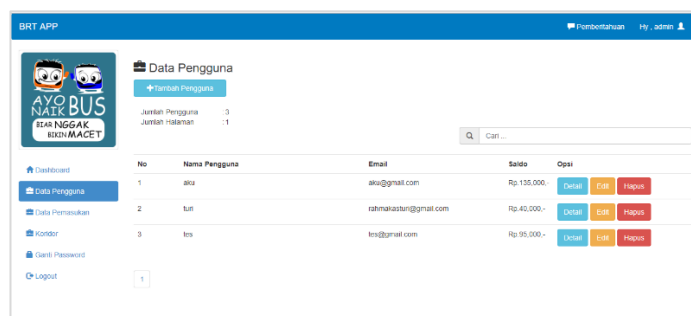 BRT APP
Pemberitahuan Hy , admin
AYO
NAIK BUS
BIAR NGGAK
BIKIN MACET
Dashboard
Data Pengguna
Data Pemasukan
Koridor
Ganti Password
Logout
Data Pengguna
+Tambah Pengguna
Jumlah Pengguna :3
Jumlah Halaman :1
Cari ...
No Nama Pengguna Email Saldo Opsi
1 aku aku@gmail.com Rp.135,000,- Detail Edit Hapus
2 turi rahmakasturi@gmail.com Rp.40,000,- Detail Edit Hapus
3 tes tes@gmail.com Rp.95,000,- Detail Edit Hapus
1